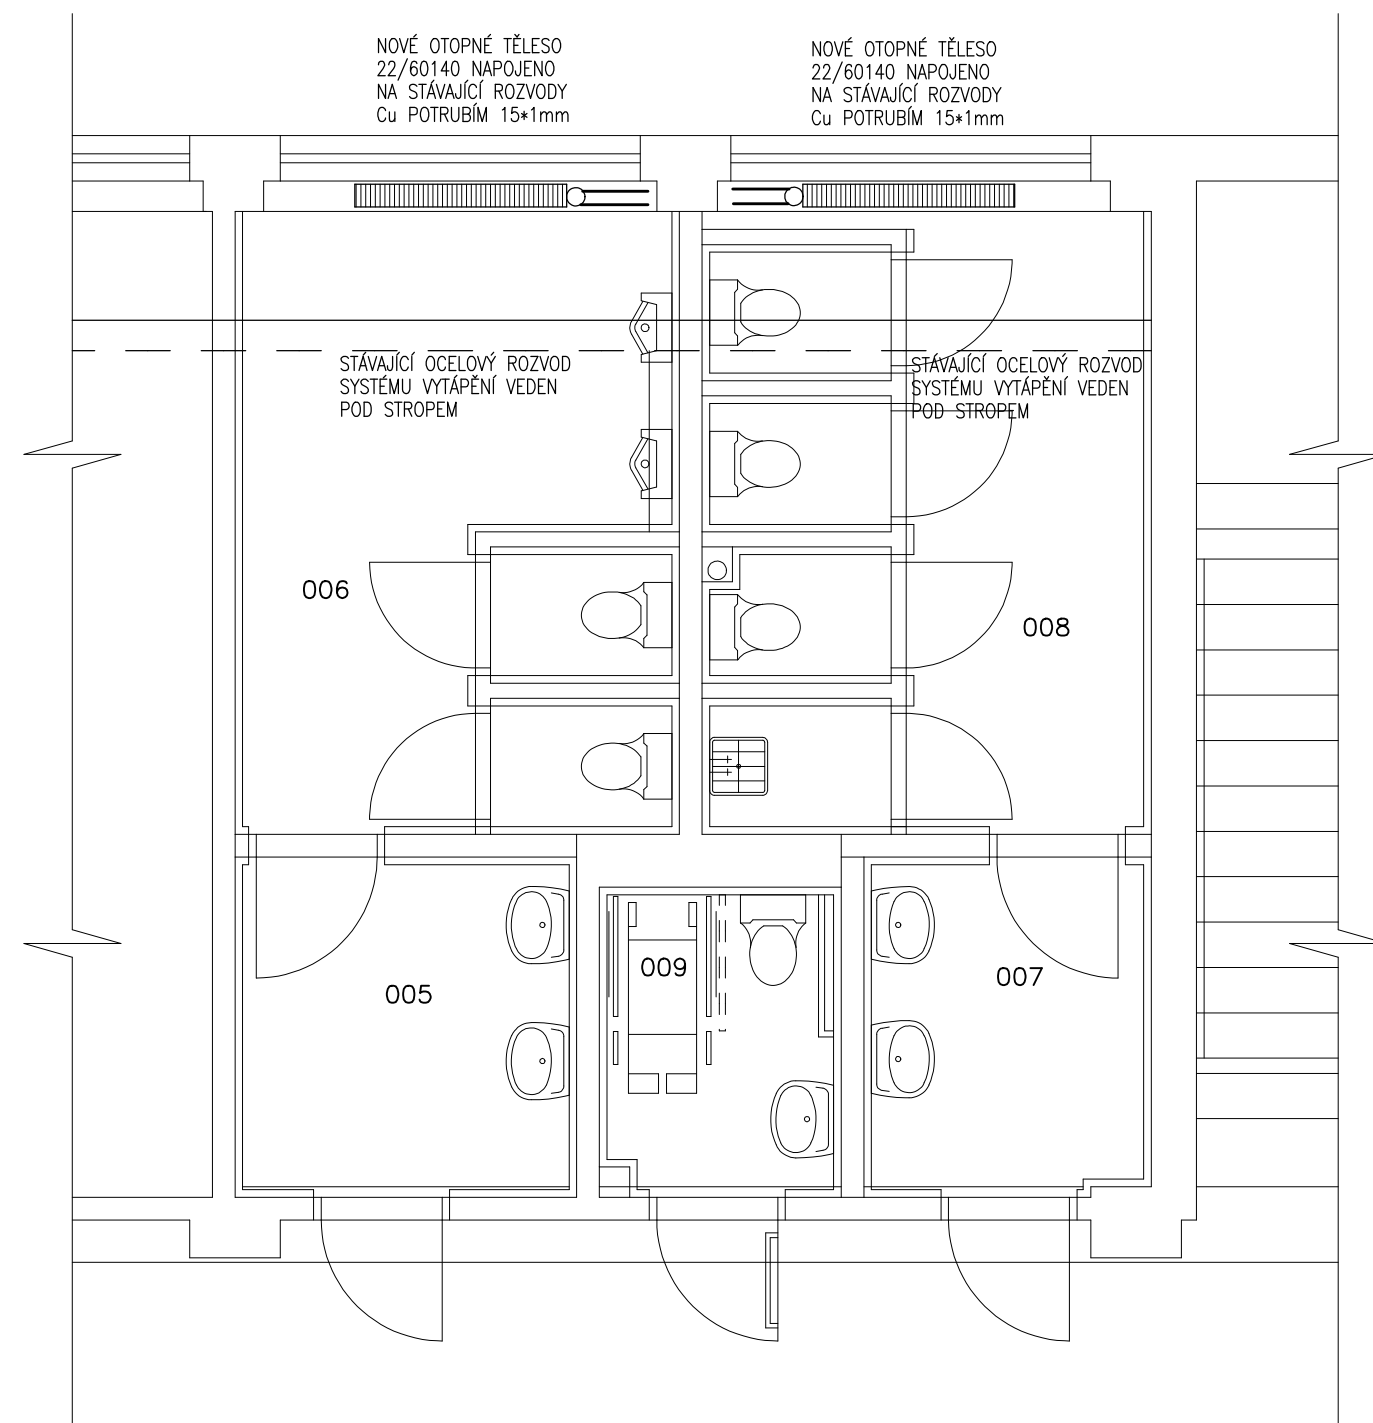 NOVÉ OTOPNÉ TĚLESO
22/60140 NAPOJENO
NA STÁVAJÍCÍ ROZVODY
Cu POTRUBÍM 15*1mm
NOVÉ OTOPNÉ TĚLESO
22/60140 NAPOJENO
NA STÁVAJÍCÍ ROZVODY
Cu POTRUBÍM 15*1mm
STÁVAJÍCÍ OCELOVÝ ROZVOD
SYSTÉMU VYTÁPĚNÍ VEDEN
POD STROPEM
STÁVAJÍCÍ OCELOVÝ ROZVOD
SYSTÉMU VYTÁPĚNÍ VEDEN
POD STROPEM
006
008
005
009
007